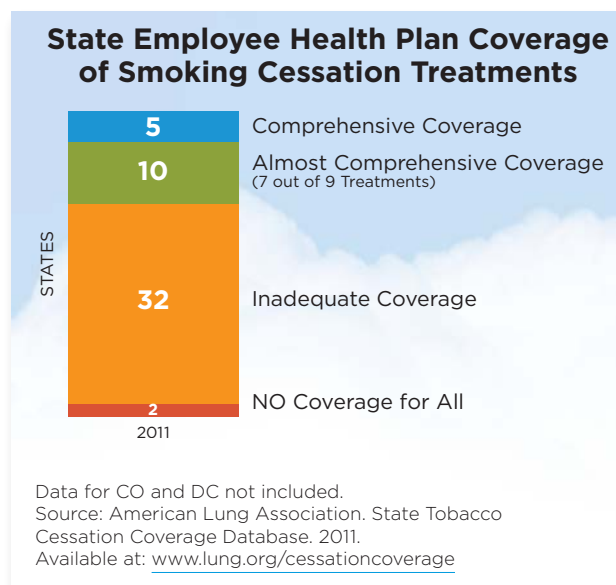 State Employee Health Plan Coverage
of Smoking Cessation Treatments
5 Comprehensive Coverage
10 Almost Comprehensive Coverage
(7 out of 9 Treatments)
STATES
32 Inadequate Coverage
2 NO Coverage for All
2011
Data for CO and DC not included.
Source: American Lung Association. State Tobacco
Cessation Coverage Database. 2011.
Available at: www.lung.org/cessationcoverage